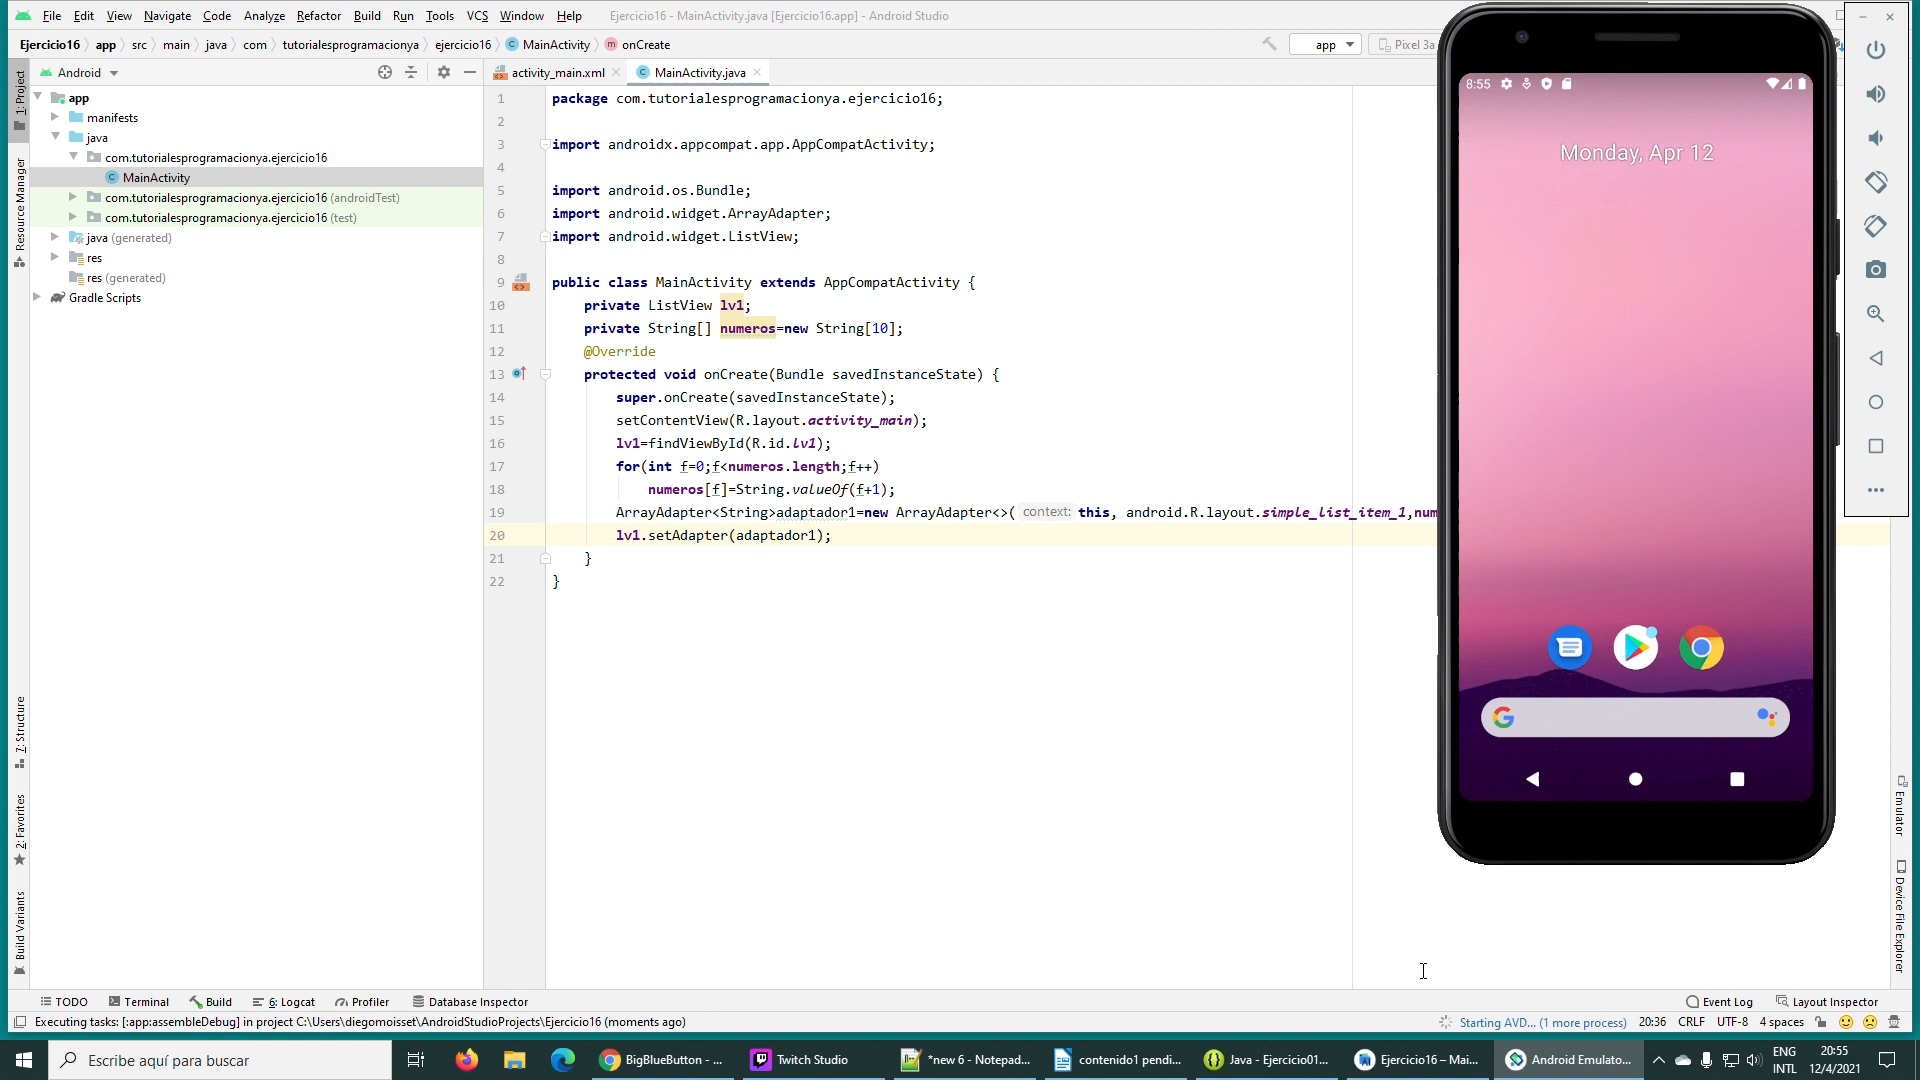 File Edit View Navigate Code Analyze Refactor Build Run Tools VCS Window Help Ejercicio16 - MainActivity.java [Ejercicio16.app] - Android Studio
Ejercicio16 app src main java com tutorialesprogramacionya ejercicio16 MainActivity onCreate app Pixel 3a
Android
activity_main.xml MainActivity.java
1: Project
Resource Manager
7: Structure
2: Favorites
Build Variants
app
manifests
java
com.tutorialesprogramacionya.ejercicio16
MainActivity
com.tutorialesprogramacionya.ejercicio16 (androidTest)
com.tutorialesprogramacionya.ejercicio16 (test)
java (generated)
res
res (generated)
Gradle Scripts
1 package com.tutorialesprogramacionya.ejercicio16;
2
3 import androidx.appcompat.app.AppCompatActivity;
4
5 import android.os.Bundle;
6 import android.widget.ArrayAdapter;
7 import android.widget.ListView;
8
9 public class MainActivity extends AppCompatActivity {
10 private ListView lv1;
11 private String[] numeros=new String[10];
12 @Override
13 protected void onCreate(Bundle savedInstanceState) {
14 super.onCreate(savedInstanceState);
15 setContentView(R.layout.activity_main);
16 lv1=findViewById(R.id.lv1);
17 for(int f=0;f<numeros.length;f++)
18 numeros[f]=String.valueOf(f+1);
19 ArrayAdapter<String>adaptador1=new ArrayAdapter<>( context: this, android.R.layout.simple_list_item_1,num
20 lv1.setAdapter(adaptador1);
21 }
22 }
8:55
Monday, Apr 12
Emulator
Device File Explorer
TODO Terminal Build 6: Logcat Profiler Database Inspector Event Log Layout Inspector
Executing tasks: [:app:assembleDebug] in project C:\Users\diegomoisset\AndroidStudioProjects\Ejercicio16 (moments ago) Starting AVD... (1 more process) 20:36 CRLF UTF-8 4 spaces
Escribe aquí para buscar BigBlueButton - ... Twitch Studio *new 6 - Notepad... contenido1 pendi... Java - Ejercicio01... Ejercicio16 – Mai... Android Emulato... ENG INTL 20:55 12/4/2021